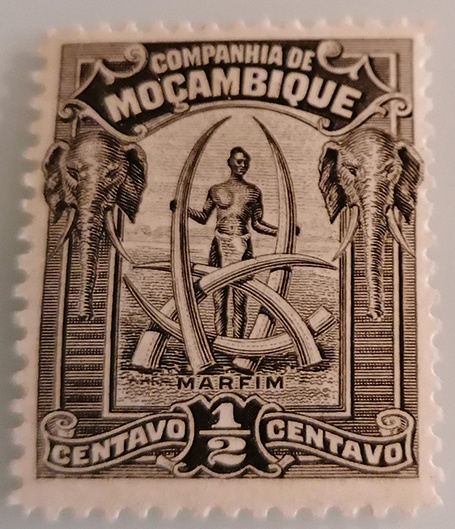 COMPANHIA DE
MOÇAMBIQUE
MARFIM
CENTAVO 1/2 CENTAVO